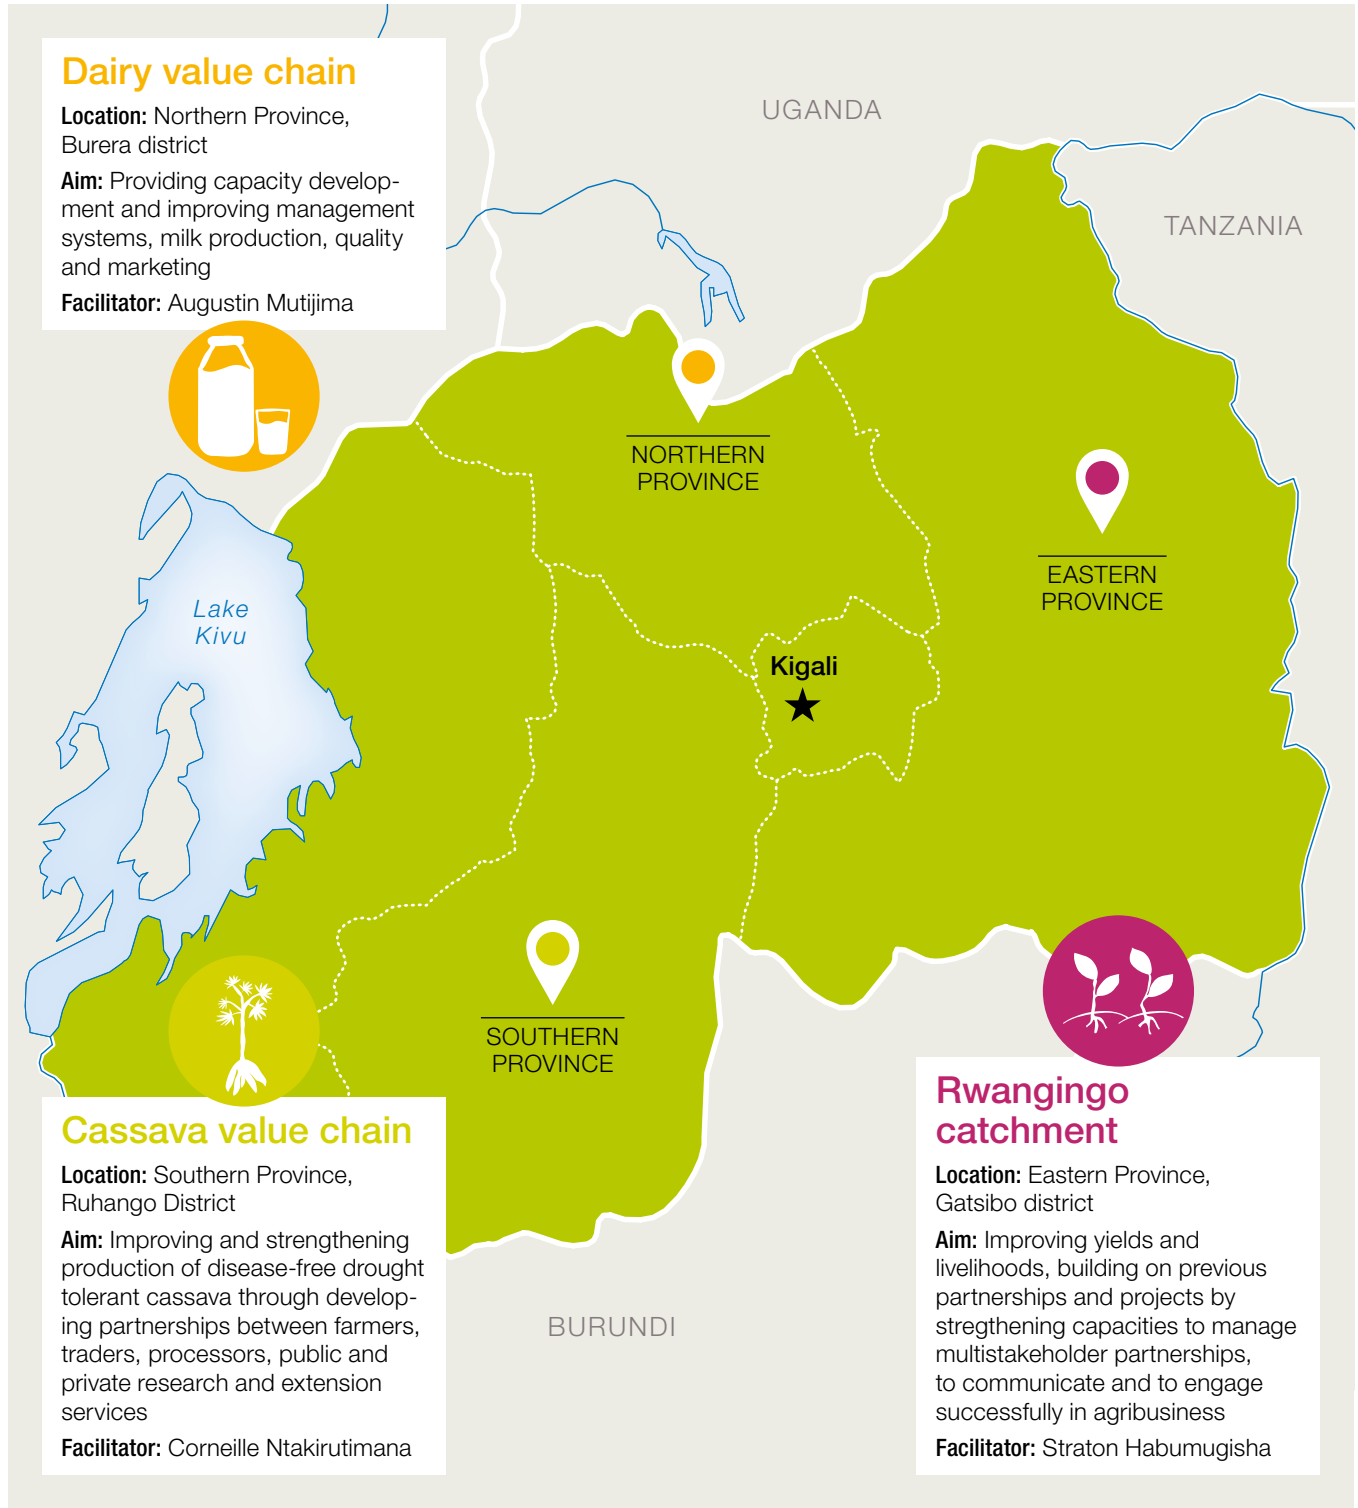 Dairy value chain
Location: Northern Province,
Burera district
Aim: Providing capacity develop-
ment and improving management
systems, milk production, quality
and marketing
Facilitator: Augustin Mutijima
UGANDA
TANZANIA
NORTHERN
PROVINCE
EASTERN
PROVINCE
Lake
Kivu
Kigali
SOUTHERN
PROVINCE
Cassava value chain
Location: Southern Province,
Ruhango District
Aim: Improving and strengthening
production of disease-free drought
tolerant cassava through develop-
ing partnerships between farmers,
traders, processors, public and
private research and extension
services
Facilitator: Corneille Ntakirutimana
BURUNDI
Rwangingo
catchment
Location: Eastern Province,
Gatsibo district
Aim: Improving yields and
livelihoods, building on previous
partnerships and projects by
stregthening capacities to manage
multistakeholder partnerships,
to communicate and to engage
successfully in agribusiness
Facilitator: Straton Habumugisha